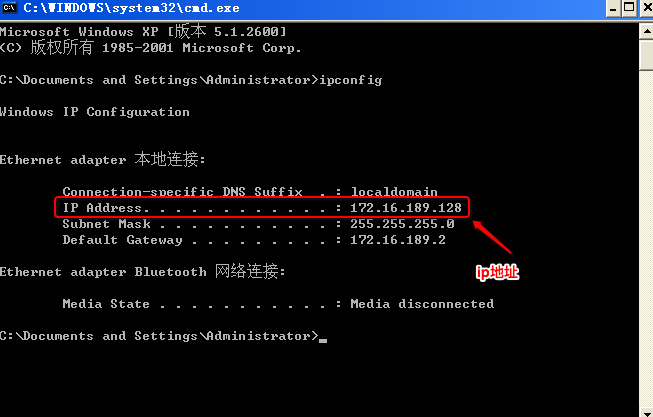 C:\WINDOWS\system32\cmd.exe
Microsoft Windows XP [版本 5.1.2600]
(C) 版权所有 1985-2001 Microsoft Corp.
C:\Documents and Settings\Administrator>ipconfig
Windows IP Configuration
Ethernet adapter 本地连接:
Connection-specific DNS Suffix  . : localdomain
IP Address. . . . . . . . . . . . : 172.16.189.128
Subnet Mask . . . . . . . . . . . : 255.255.255.0
Default Gateway . . . . . . . . . : 172.16.189.2
ip地址
Ethernet adapter Bluetooth 网络连接:
Media State . . . . . . . . . . . : Media disconnected
C:\Documents and Settings\Administrator>_